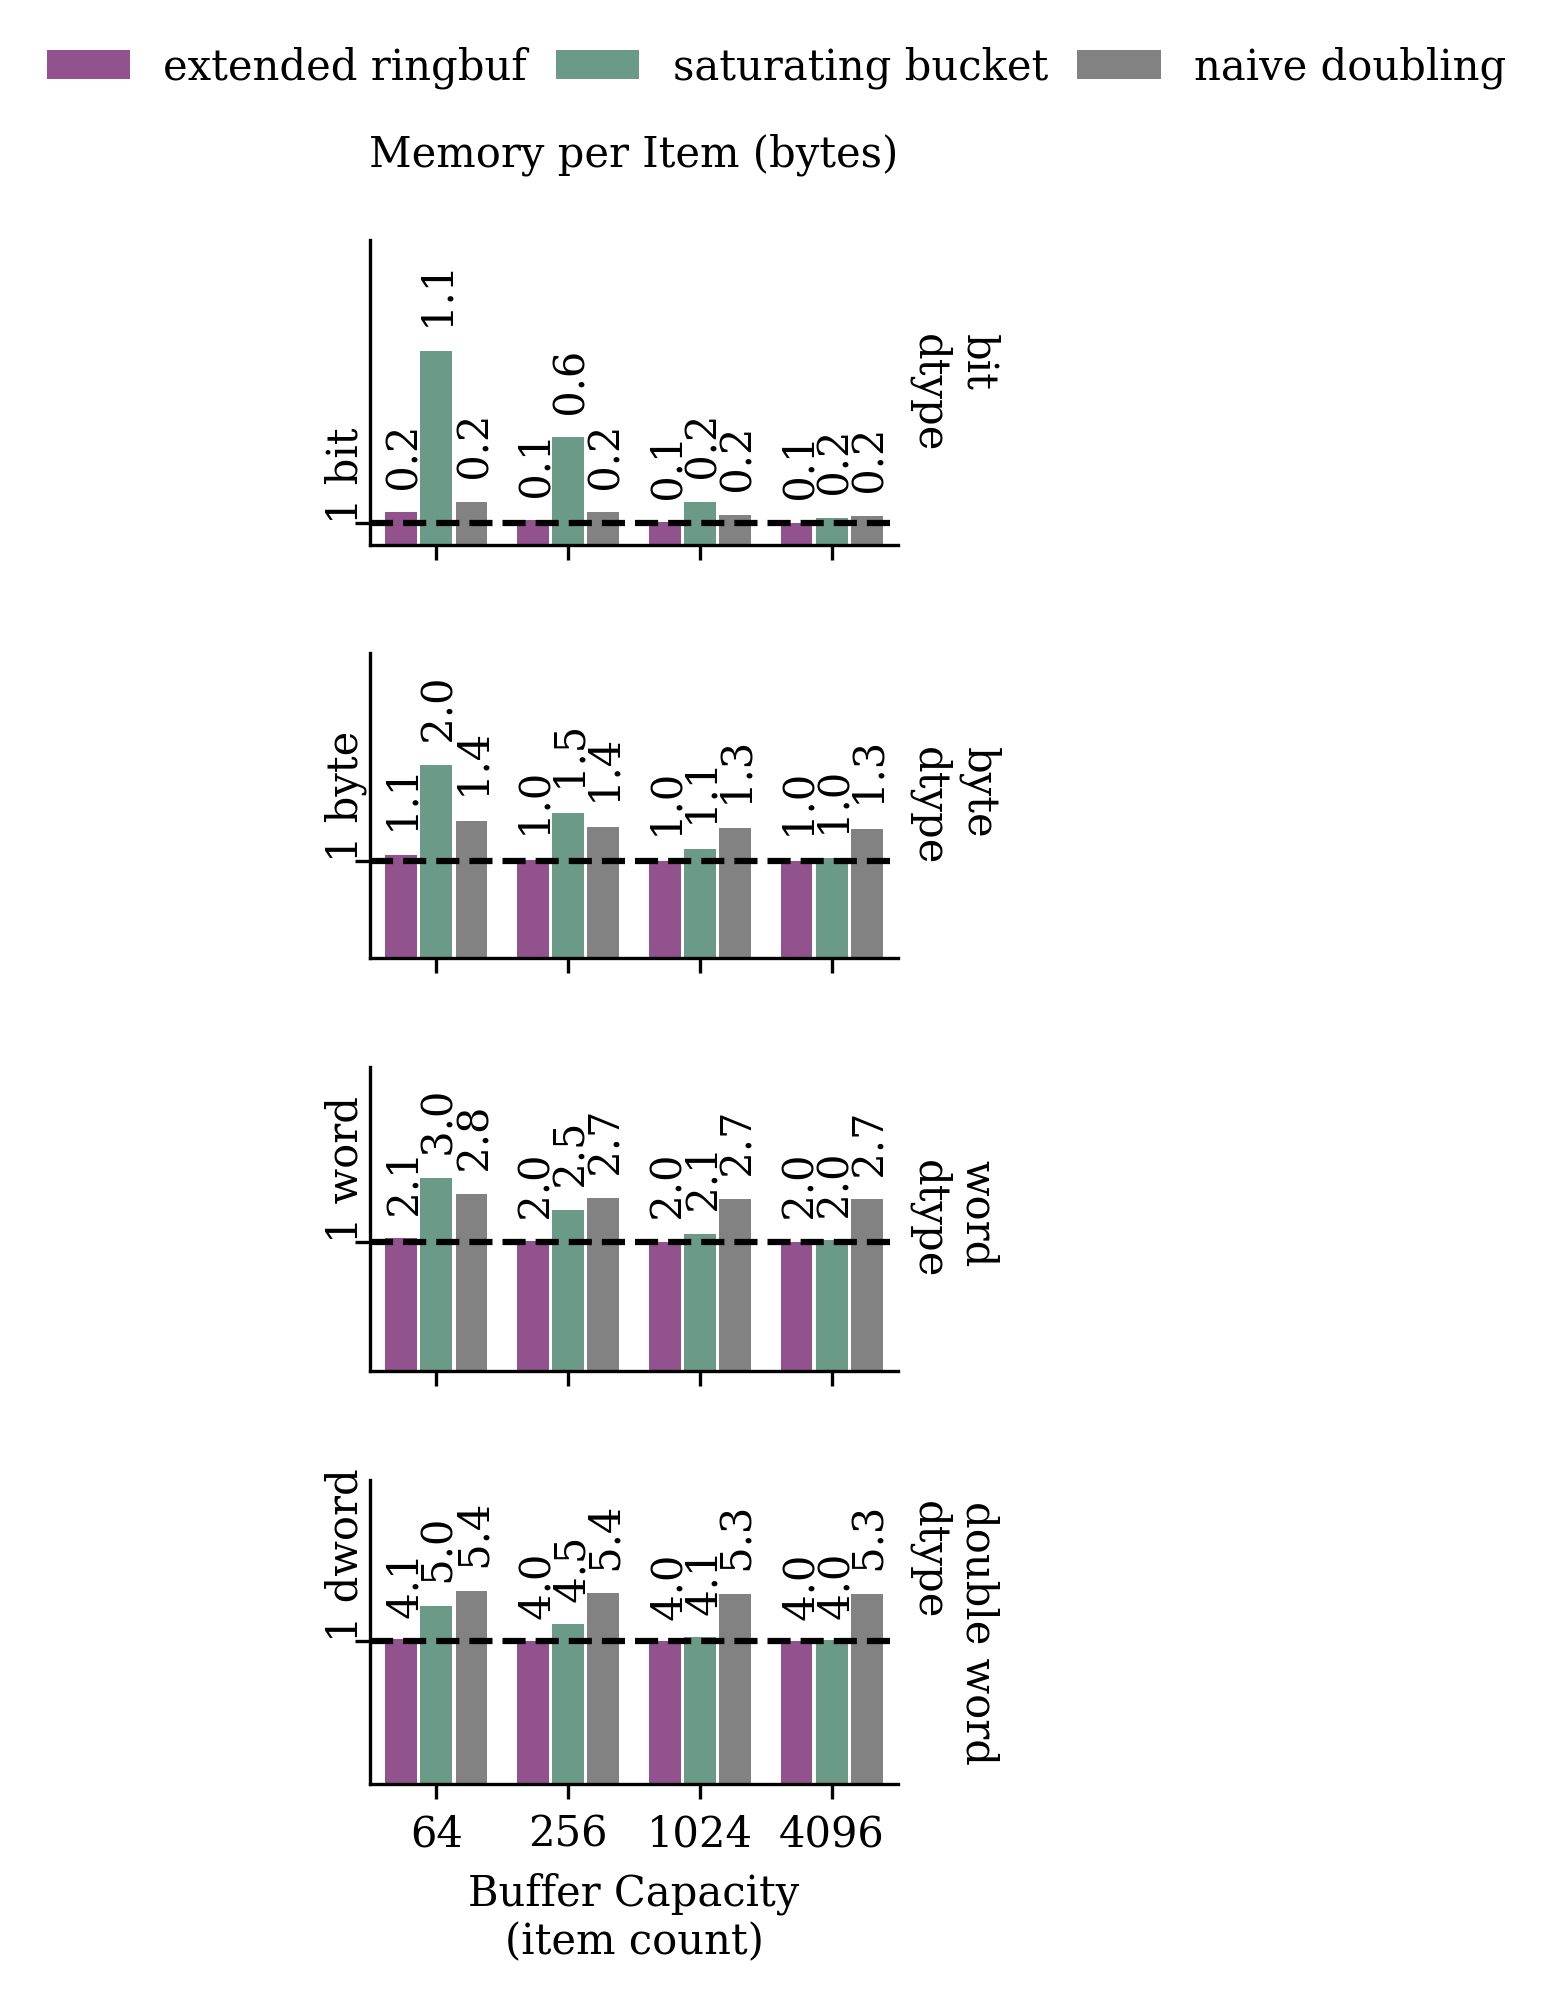 extended ringbuf saturating bucket naive doubling
Memory per Item (bytes)
1 bit
0.2 1.1 0.2 0.1 0.6 0.2 0.1 0.2 0.2 0.1 0.2 0.2
bit
dtype
1 byte
1.1 2.0 1.4 1.0 1.5 1.4 1.0 1.1 1.3 1.0 1.0 1.3
byte
dtype
1 word
2.1 3.0 2.8 2.0 2.5 2.7 2.0 2.1 2.7 2.0 2.0 2.7
word
dtype
1 dword
4.1 5.0 5.4 4.0 4.5 5.4 4.0 4.1 5.3 4.0 4.0 5.3
double word
dtype
64 256 1024 4096
Buffer Capacity
(item count)